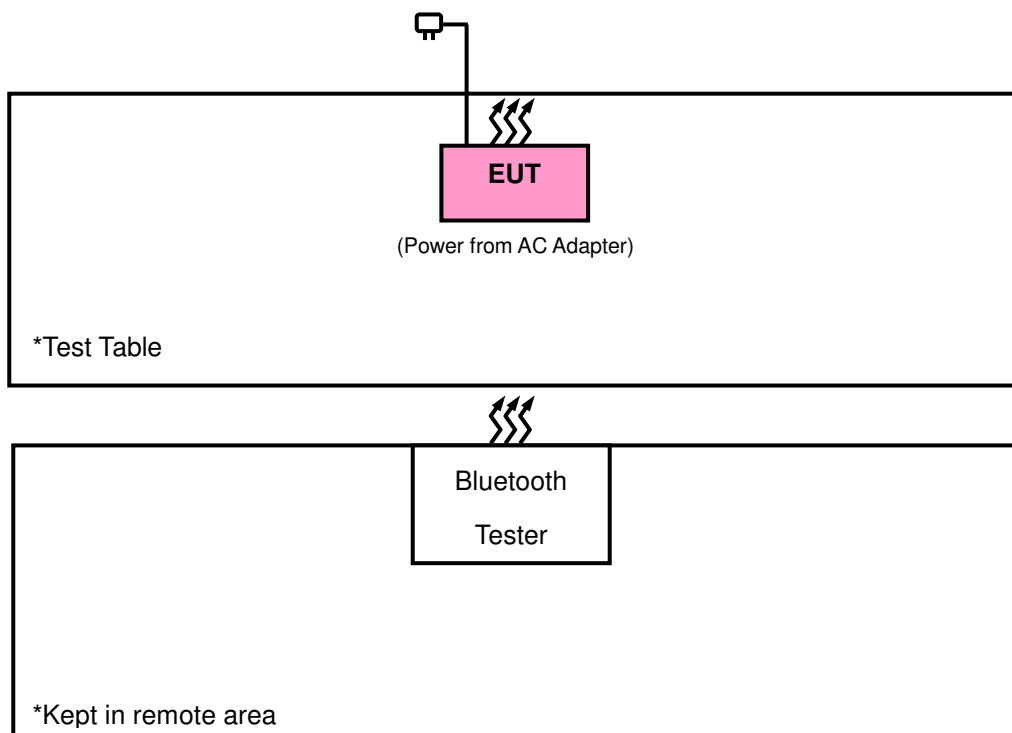 EUT
(Power from AC Adapter)
*Test Table
Bluetooth
Tester
*Kept in remote area